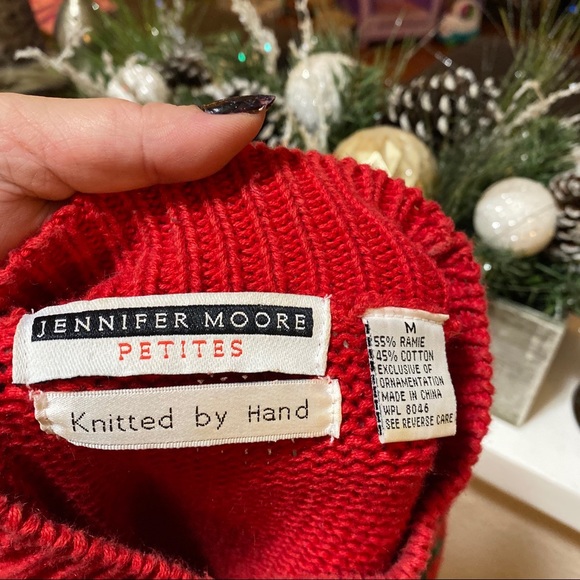 JENNIFER MOORE
PETITES
Knitted by Hand
M
55% RAMIE
45% COTTON
EXCLUSIVE OF
ORNAMENTATION
MADE IN CHINA
WPL 8046
SEE REVERSE CARE